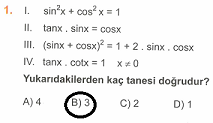 1. I. sin²x + cos² x = 1
II. tanx . sinx = cosx
III. (sinx + cosx)² = 1 + 2 . sinx . cosx
IV. tanx . cotx = 1 x ≠ 0
Yukarıdakilerden kaç tanesi doğrudur?
A) 4 B) 3 C) 2 D) 1